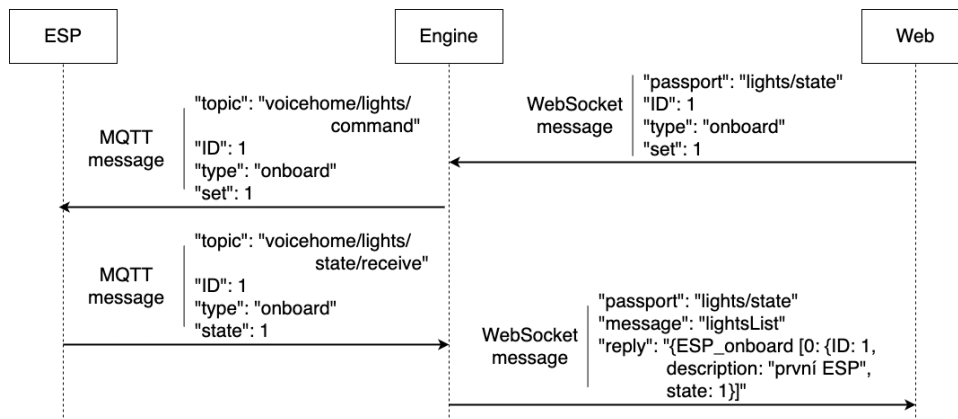 ESP
Engine
Web
WebSocket
message
"passport": "lights/state"
"ID": 1
"type": "onboard"
"set": 1
MQTT
message
"topic": "voicehome/lights/
command"
"ID": 1
"type": "onboard"
"set": 1
MQTT
message
"topic": "voicehome/lights/
state/receive"
"ID": 1
"type": "onboard"
"state": 1
WebSocket
message
"passport": "lights/state"
"message": "lightsList"
"reply": "{ESP_onboard [0: {ID: 1,
description: "první ESP",
state: 1}]"